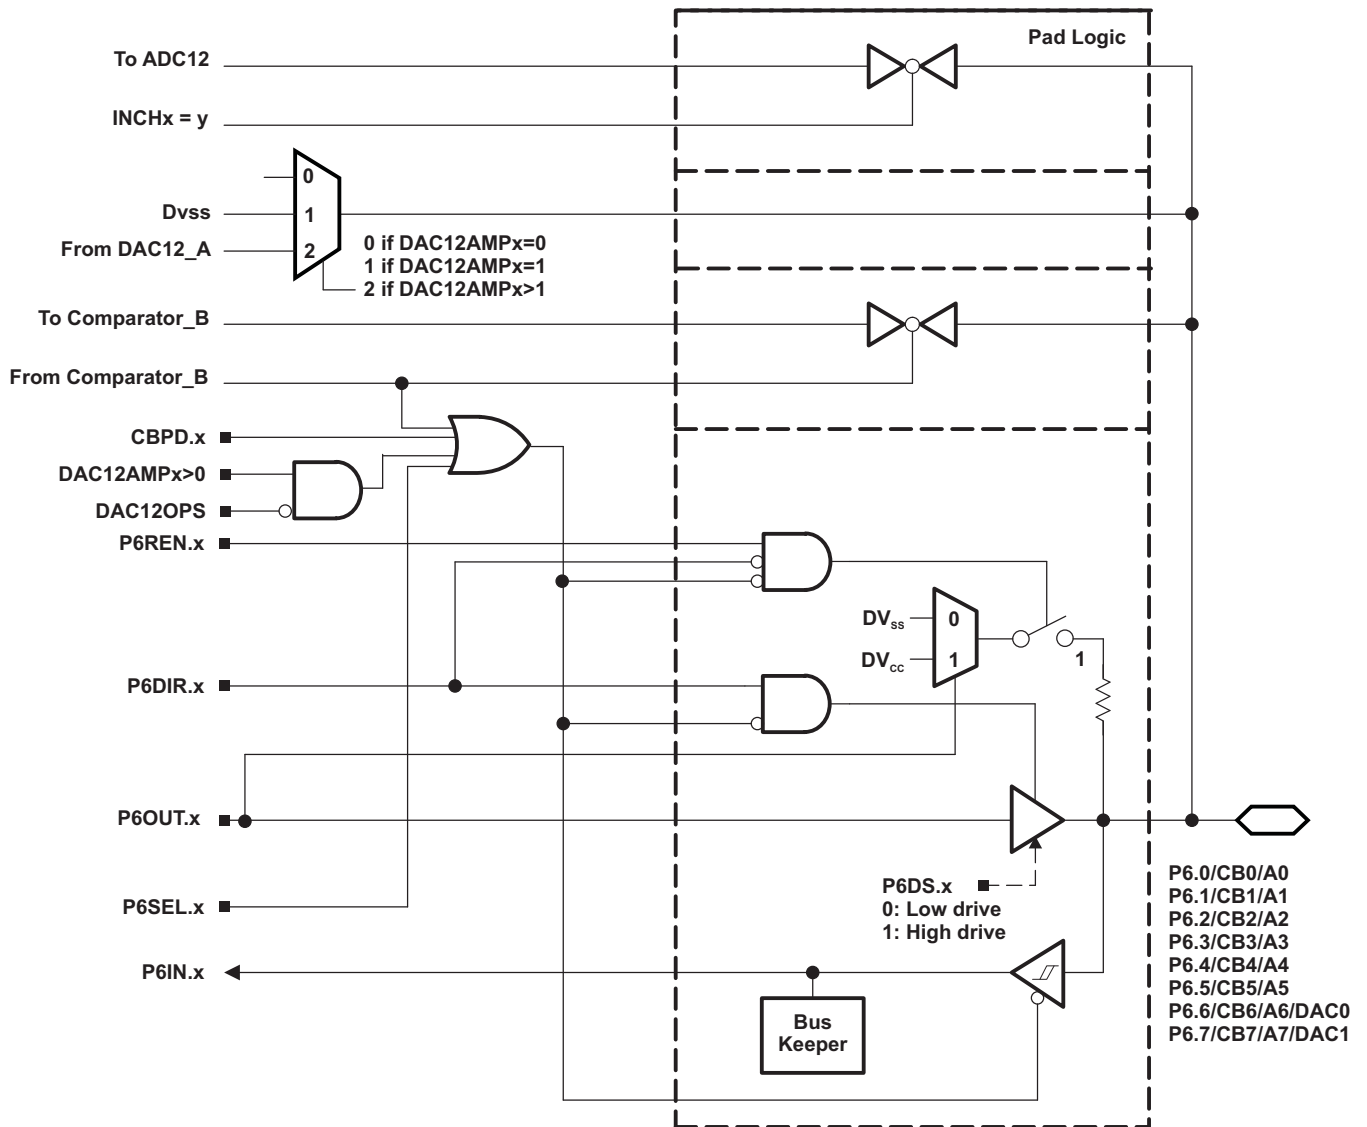 Pad Logic
To ADC12
INCHx = y
0
Dvss
1
From DAC12_A
2
0 if DAC12AMPx=0
1 if DAC12AMPx=1
2 if DAC12AMPx>1
To Comparator_B
From Comparator_B
CBPD.x
DAC12AMPx>0
DAC12OPS
P6REN.x
DVss
0
DVcc
1
1
P6DIR.x
P6OUT.x
P6DS.x
0: Low drive
1: High drive
P6SEL.x
P6IN.x
Bus
Keeper
P6.0/CB0/A0
P6.1/CB1/A1
P6.2/CB2/A2
P6.3/CB3/A3
P6.4/CB4/A4
P6.5/CB5/A5
P6.6/CB6/A6/DAC0
P6.7/CB7/A7/DAC1